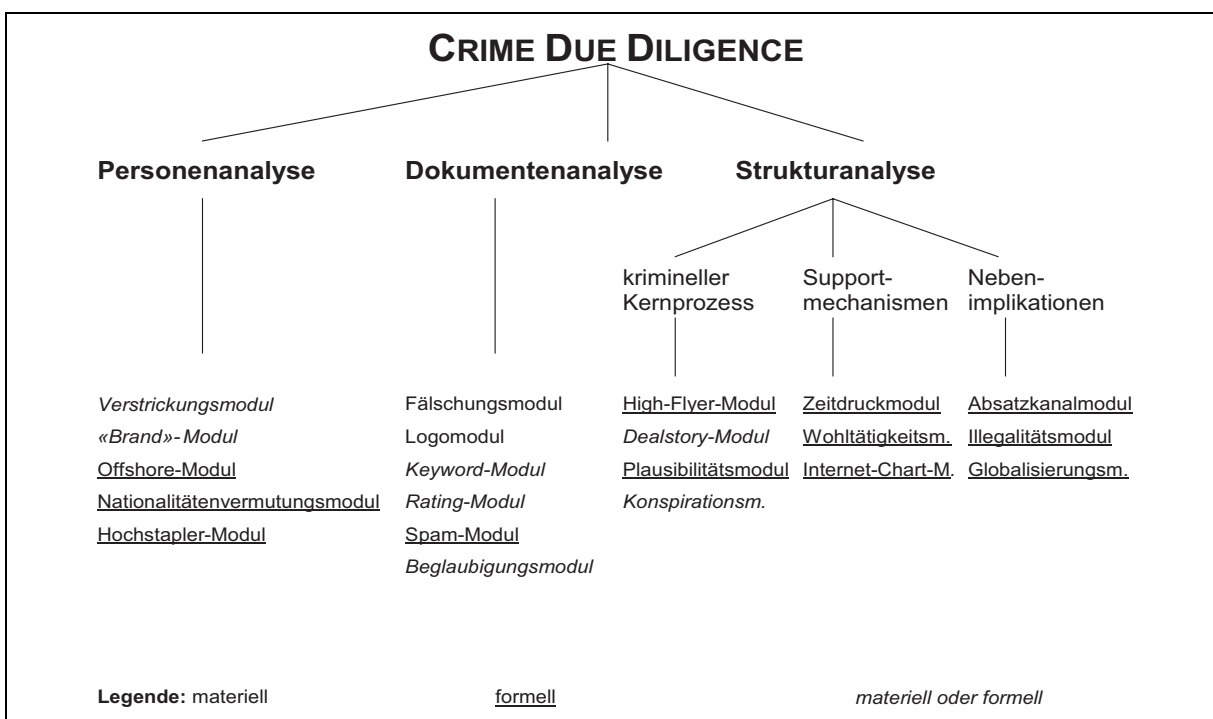 CRIME DUE DILIGENCE
Personenanalyse
Dokumentenanalyse
Strukturanalyse
krimineller
Kernprozess
Support-
mechanismen
Neben-
implikationen
Verstrickungsmodul
«Brand»-Modul
Offshore-Modul
Nationalitätenvermutungsmodul
Hochstapler-Modul
Fälschungsmodul
Logomodul
Keyword-Modul
Rating-Modul
Spam-Modul
Beglaubigungsmodul
High-Flyer-Modul
Dealstory-Modul
Plausibilitätsmodul
Konspirationsm.
Zeitdruckmodul
Wohltätigkeitsm.
Internet-Chart-M.
Absatzkanalmodul
Illegalitätsmodul
Globalisierungsm.
Legende: materiell formell materiell oder formell